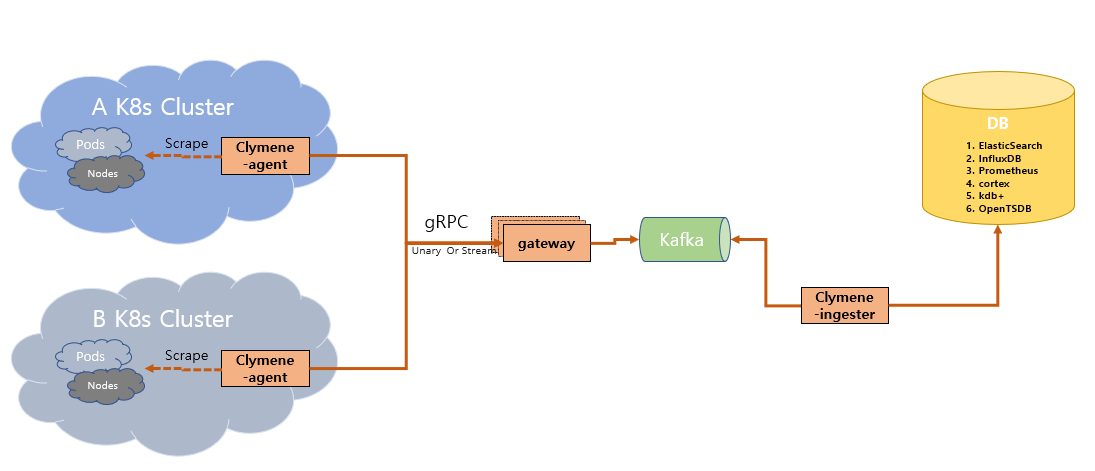 A K8s Cluster
Pods
Nodes
Scrape
Clymene
-agent
B K8s Cluster
Pods
Nodes
Scrape
Clymene
-agent
gRPC
Unary Or Stream
gateway
Kafka
Clymene
-ingester
DB
1. ElasticSearch
2. InfluxDB
3. Prometheus
4. cortex
5. kdb+
6. OpenTSDB